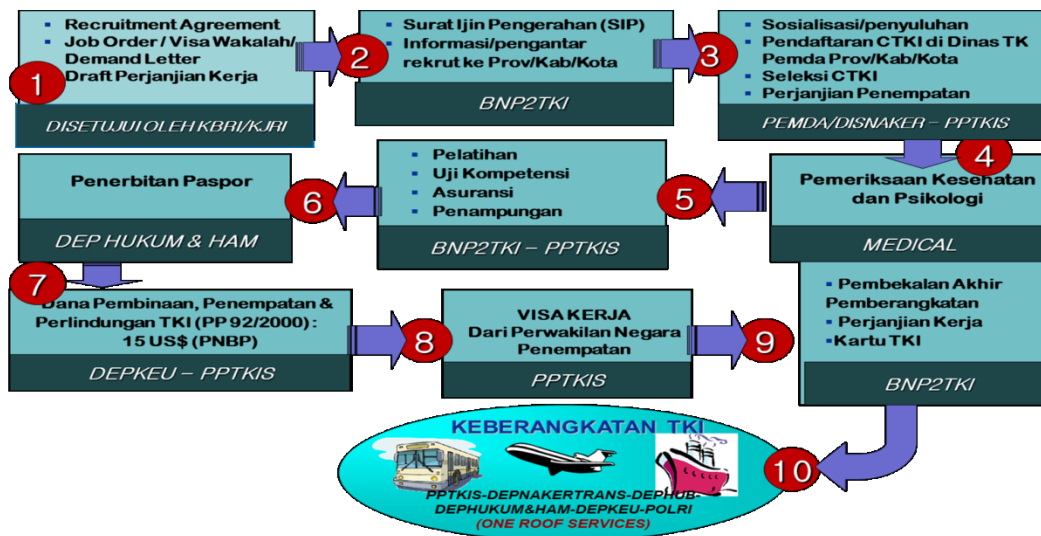 1
▪ Recruitment Agreement
▪ Job Order / Visa Wakalah/
Demand Letter
Draft Perjanjian Kerja
DISETUJUI OLEH KBRI/KJRI
2
▪ Surat Ijin Pengerahan (SIP)
▪ Informasi/pengantar
rekrut ke Prov/Kab/Kota
BNP2TKI
3
▪ Sosialisasi/penyuluhan
▪ Pendaftaran CTKI di Dinas TK
Pemda Prov/Kab/Kota
▪ Seleksi CTKI
▪ Perjanjian Penempatan
PEMDA/DISNAKER – PPTKIS
4
Pemeriksaan Kesehatan
dan Psikologi
MEDICAL
5
▪ Pelatihan
▪ Uji Kompetensi
▪ Asuransi
▪ Penampungan
BNP2TKI – PPTKIS
6
Penerbitan Paspor
DEP HUKUM & HAM
7
Dana Pembinaan, Penempatan &
Perlindungan TKI (PP 92/2000) :
15 US$ (PNBP)
DEPKEU – PPTKIS
8
VISA KERJA
Dari Perwakilan Negara
Penempatan
PPTKIS
9
▪ Pembekalan Akhir
Pemberangkatan
▪ Perjanjian Kerja
▪Kartu TKI
BNP2TKI
10
KEBERANGKATAN TKI
PPTKIS-DEPNAKERTRANS-DEPHUB-
DEPHUKUM&HAM-DEPKEU-POLRI
(ONE ROOF SERVICES)